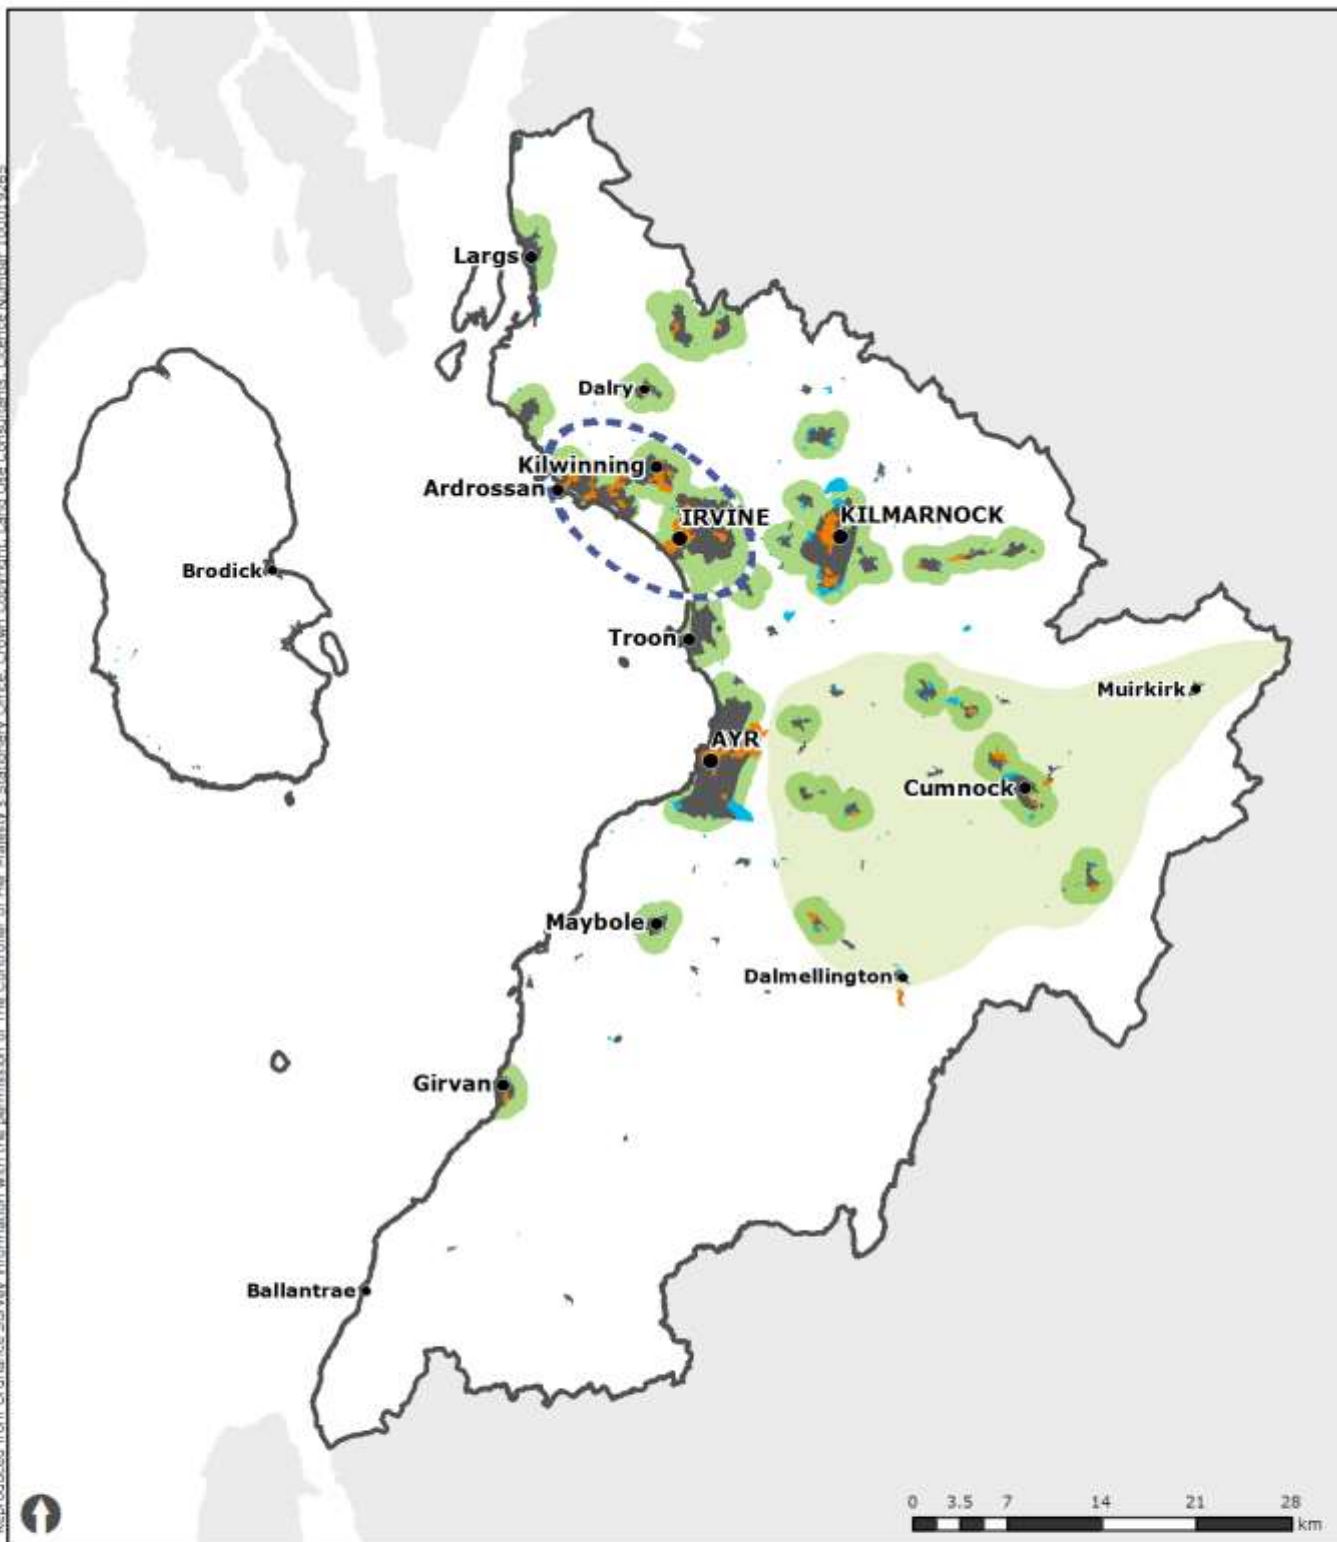 Largs
Dalry
Kilwinning
Ardrossan
IRVINE
KILMARNOCK
Brodick
Troon
Muirkirk
AYR
Cumnock
Maybole
Dalmellington
Girvan
Ballantrae
0 3.5 7 14 21 28
km